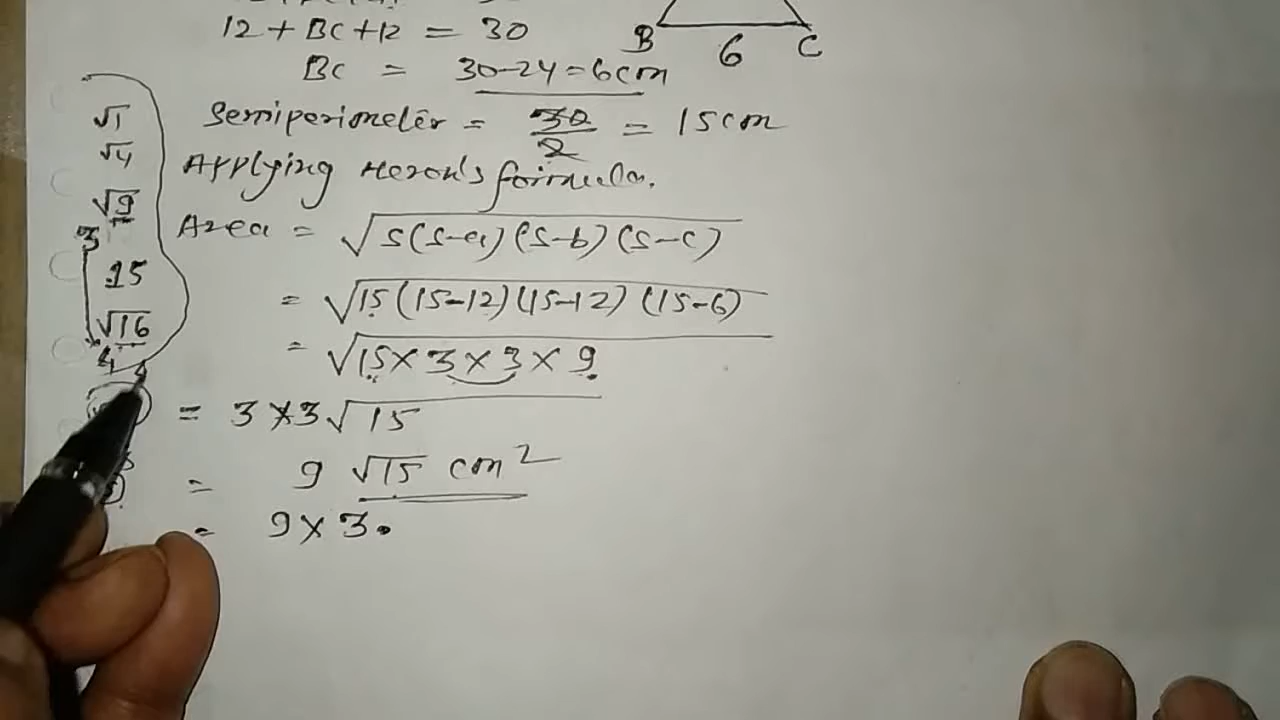 12 + BC + 12 = 30
BC = 30-24 = 6cm
B 6 C
Semiperimeter = 30/2 = 15cm
Applying Heron's formula.
Area = √s(s-a)(s-b)(s-c)
= √15(15-12)(15-12)(15-6)
= √15×3×3×9
= 3×3√15
= 9√15 cm²
= 9×3.
√1
√4
√9
3
15
√16
4